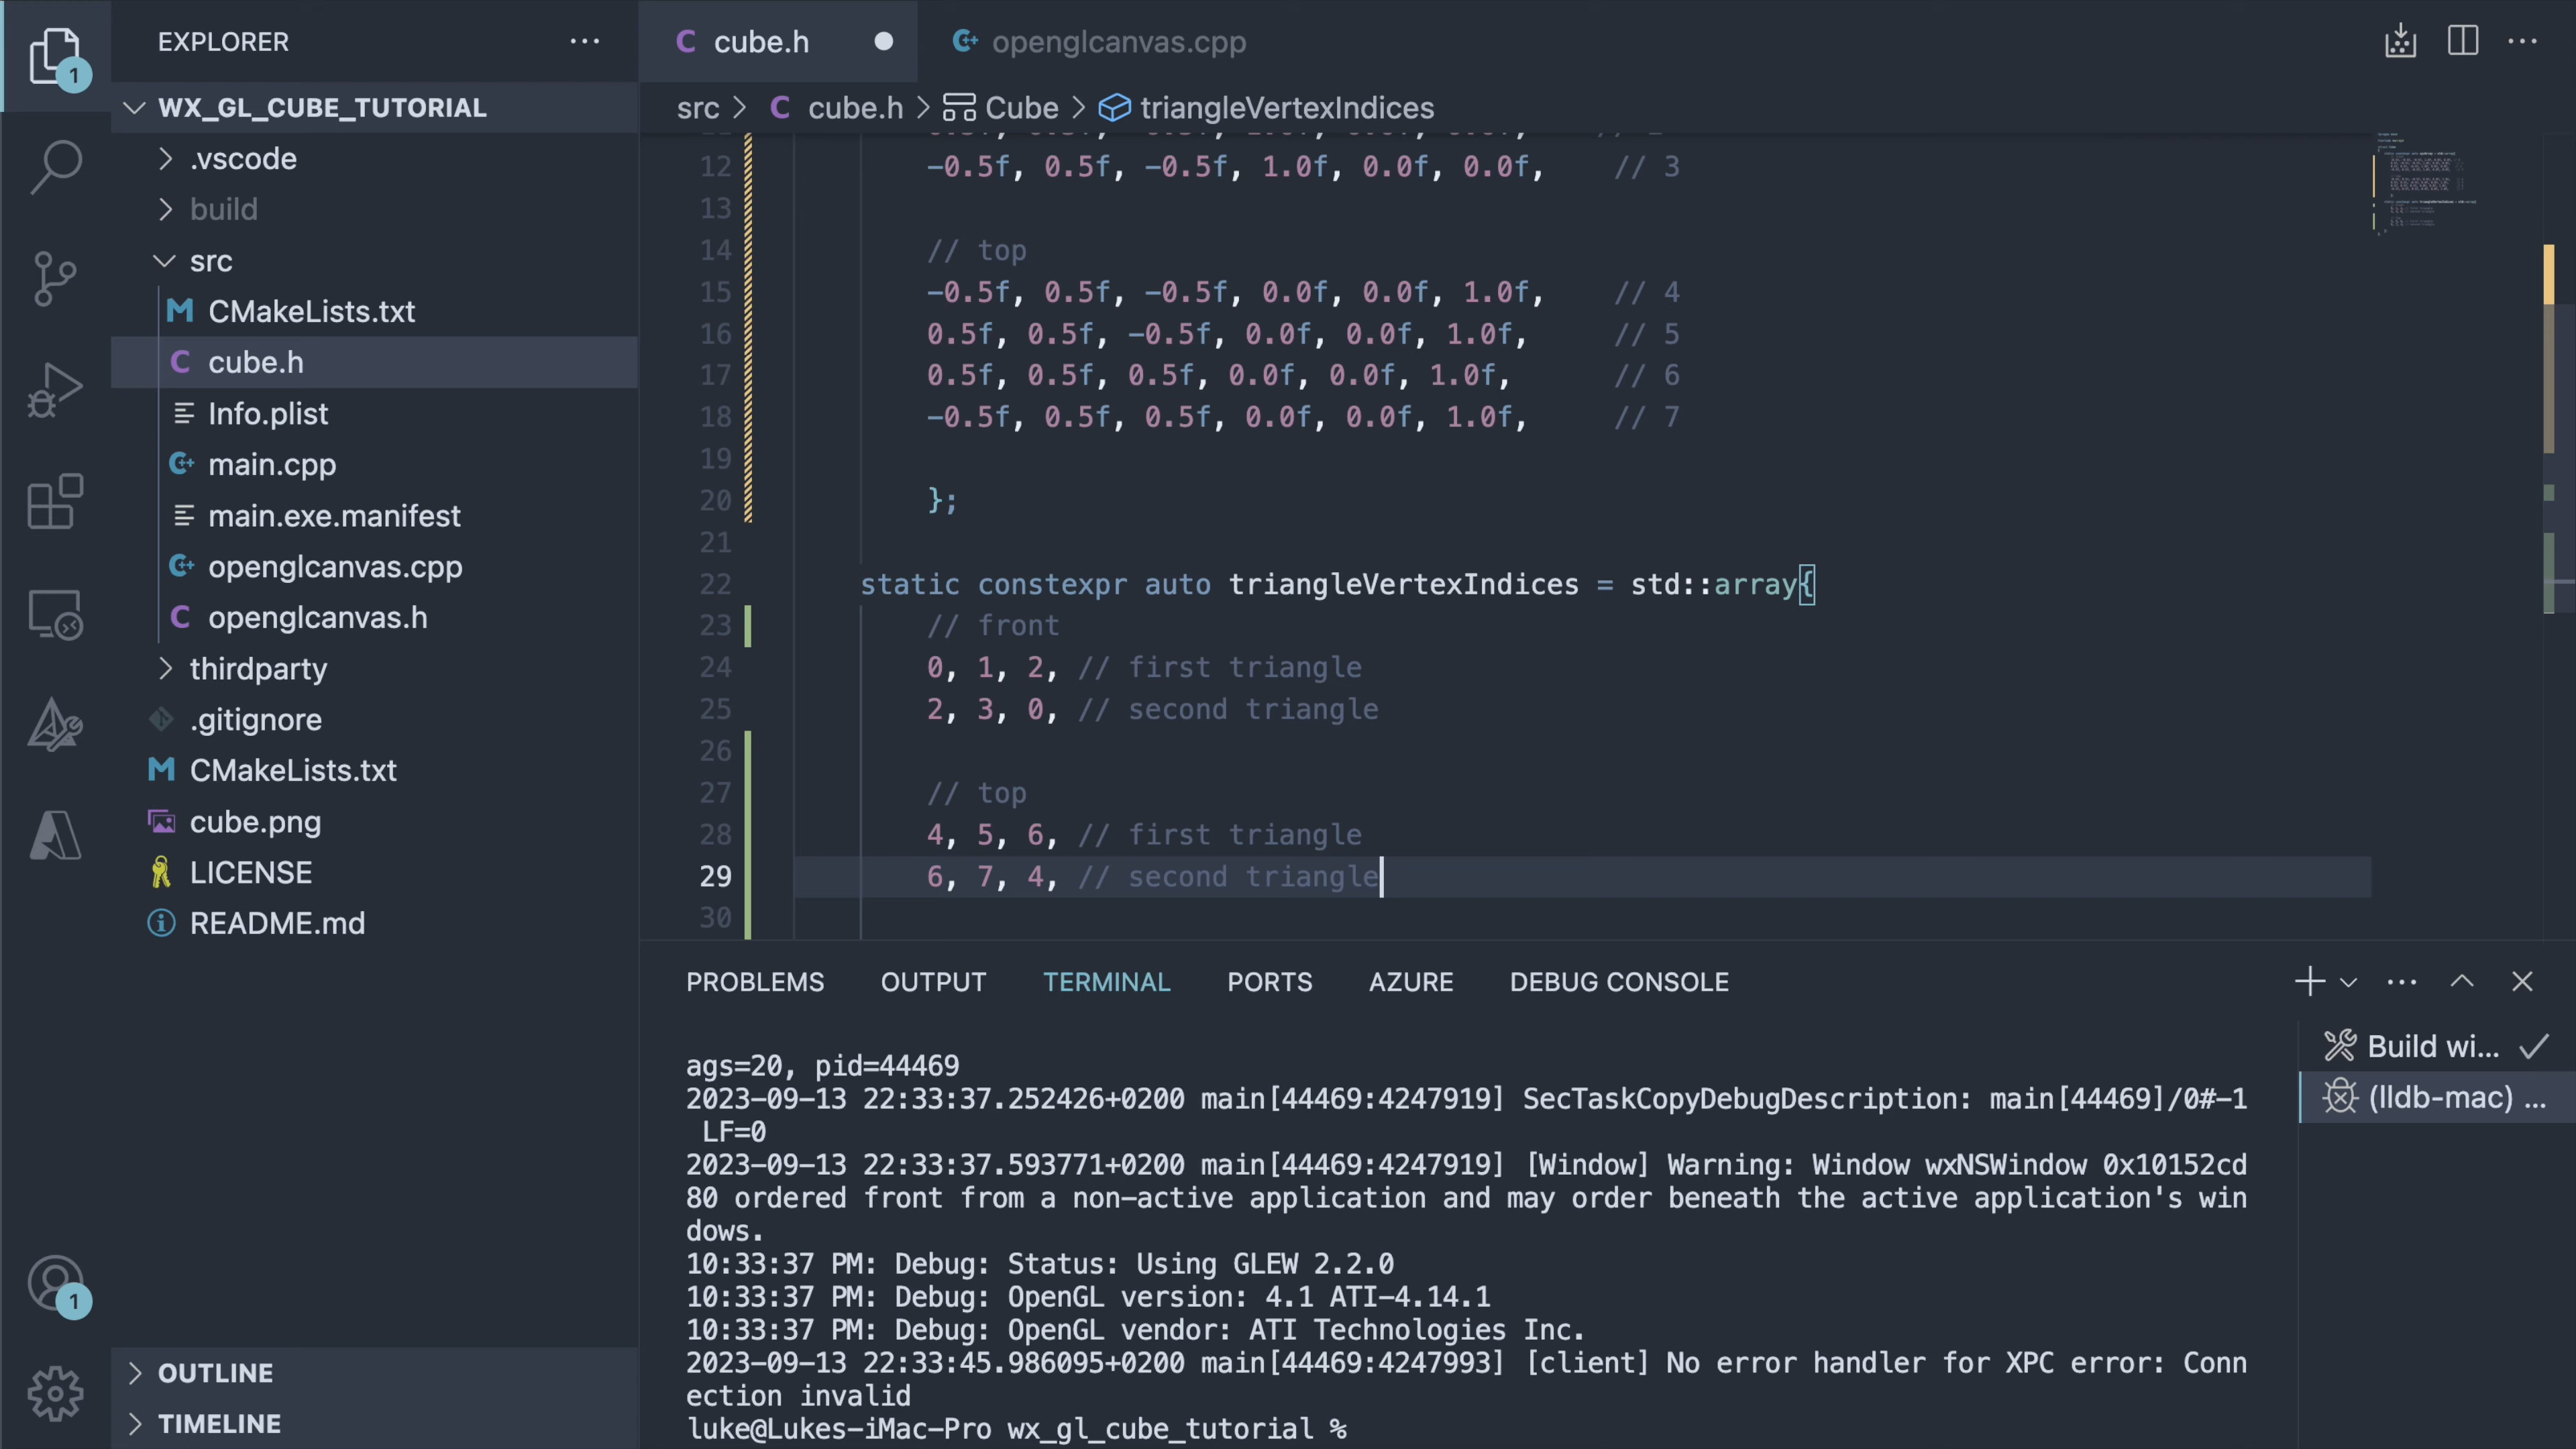 EXPLORER
cube.h
openglcanvas.cpp
1
WX_GL_CUBE_TUTORIAL
src > C cube.h > Cube > triangleVertexIndices
.vscode
build
src
CMakeLists.txt
cube.h
Info.plist
main.cpp
main.exe.manifest
openglcanvas.cpp
openglcanvas.h
thirdparty
.gitignore
CMakeLists.txt
cube.png
LICENSE
README.md
OUTLINE
TIMELINE
1
12 -0.5f, 0.5f, -0.5f, 1.0f, 0.0f, 0.0f, // 3
13
14 // top
15 -0.5f, 0.5f, -0.5f, 0.0f, 0.0f, 1.0f, // 4
16 0.5f, 0.5f, -0.5f, 0.0f, 0.0f, 1.0f, // 5
17 0.5f, 0.5f, 0.5f, 0.0f, 0.0f, 1.0f, // 6
18 -0.5f, 0.5f, 0.5f, 0.0f, 0.0f, 1.0f, // 7
19
20 };
21
22 static constexpr auto triangleVertexIndices = std::array{
23 // front
24 0, 1, 2, // first triangle
25 2, 3, 0, // second triangle
26
27 // top
28 4, 5, 6, // first triangle
29 6, 7, 4, // second triangle
30
PROBLEMS OUTPUT TERMINAL PORTS AZURE DEBUG CONSOLE
ags=20, pid=44469
2023-09-13 22:33:37.252426+0200 main[44469:4247919] SecTaskCopyDebugDescription: main[44469]/0#-1
LF=0
2023-09-13 22:33:37.593771+0200 main[44469:4247919] [Window] Warning: Window wxNSWindow 0x10152cd
80 ordered front from a non-active application and may order beneath the active application's win
dows.
10:33:37 PM: Debug: Status: Using GLEW 2.2.0
10:33:37 PM: Debug: OpenGL version: 4.1 ATI-4.14.1
10:33:37 PM: Debug: OpenGL vendor: ATI Technologies Inc.
2023-09-13 22:33:45.986095+0200 main[44469:4247993] [client] No error handler for XPC error: Conn
ection invalid
luke@Lukes-iMac-Pro wx_gl_cube_tutorial %
Build wi...
(lldb-mac) ...